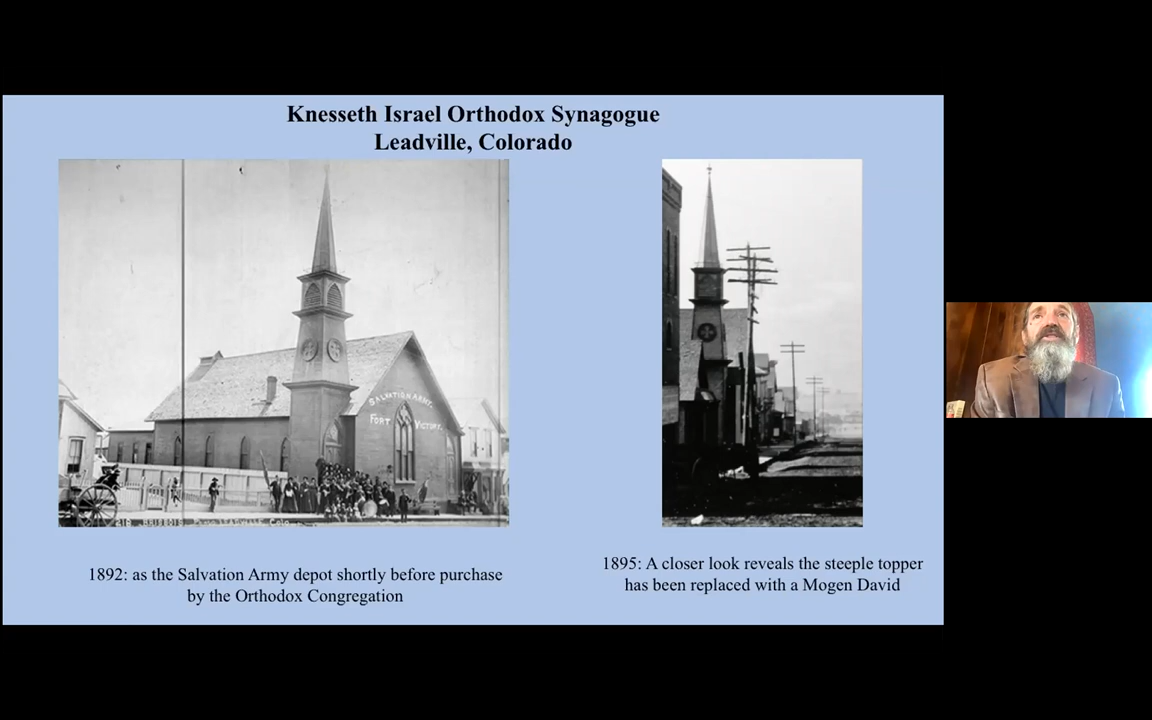 Knesseth Israel Orthodox Synagogue
Leadville, Colorado
SALVATION ARMY.
FORT VICTORY.
1892: as the Salvation Army depot shortly before purchase
by the Orthodox Congregation
1895: A closer look reveals the steeple topper
has been replaced with a Mogen David